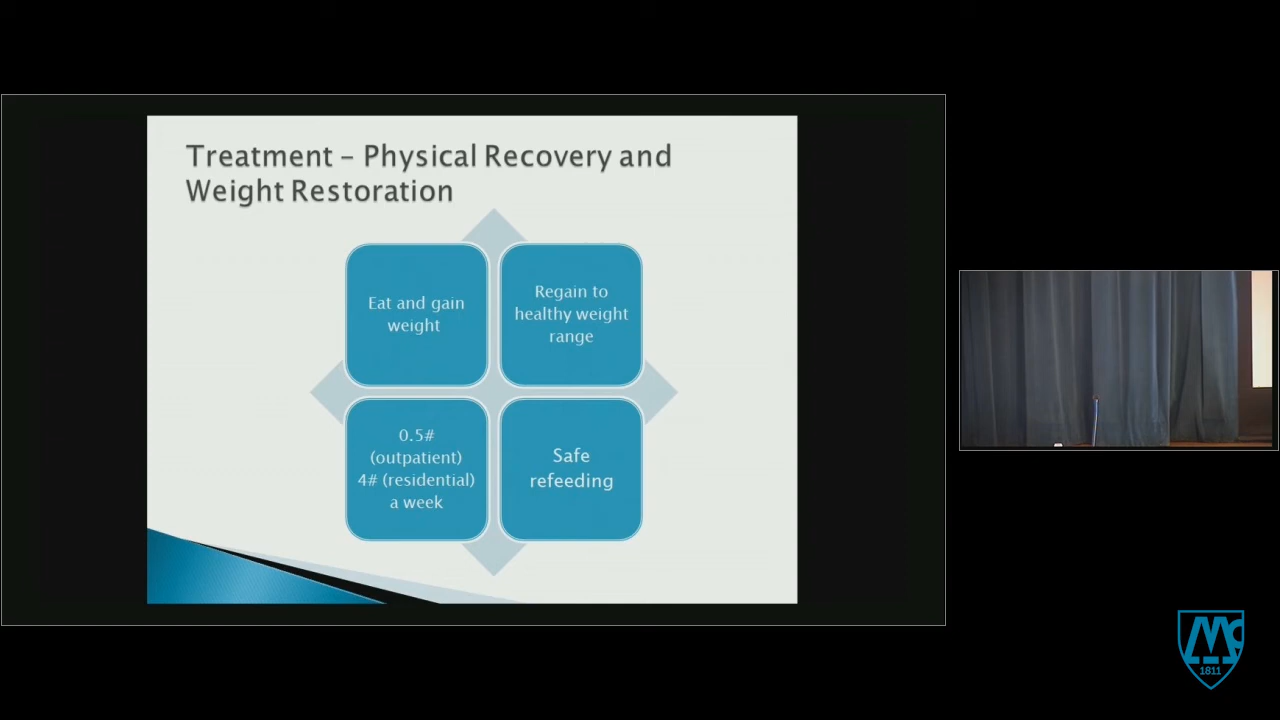 Treatment – Physical Recovery and
Weight Restoration
Eat and gain
weight
Regain to
healthy weight
range
0.5#
(outpatient)
4# (residential)
a week
Safe
refeeding
Mc
1811